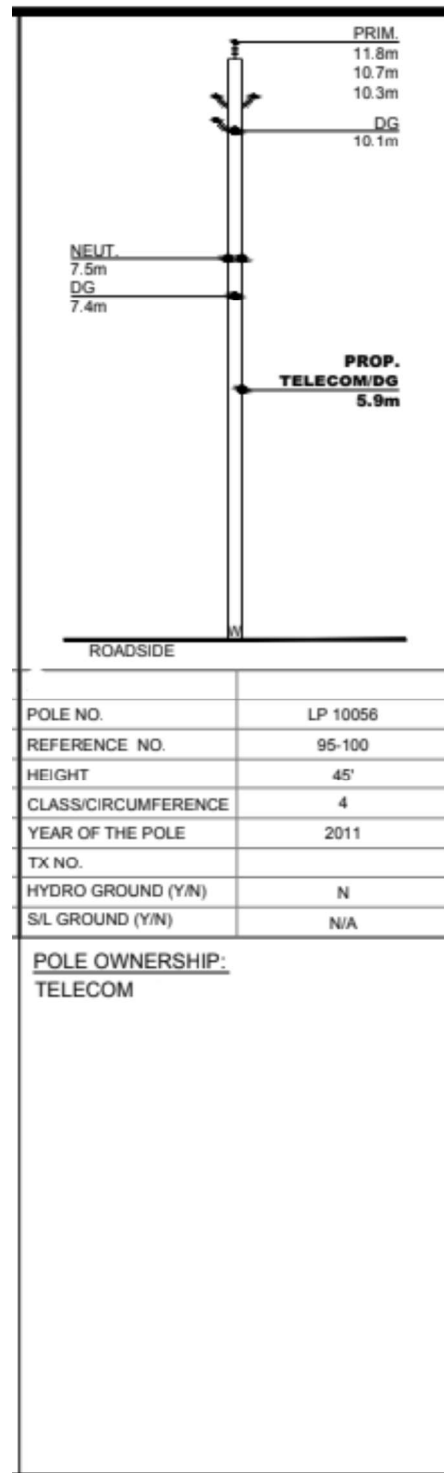 PRIM.
11.8m
10.7m
10.3m
DG
10.1m
NEUT.
7.5m
DG
7.4m
PROP.
TELECOM/DG
5.9m
W
ROADSIDE
POLE NO. LP 10056
REFERENCE NO. 95-100
HEIGHT 45'
CLASS/CIRCUMFERENCE 4
YEAR OF THE POLE 2011
TX NO.
HYDRO GROUND (Y/N) N
S/L GROUND (Y/N) N/A
POLE OWNERSHIP:
TELECOM